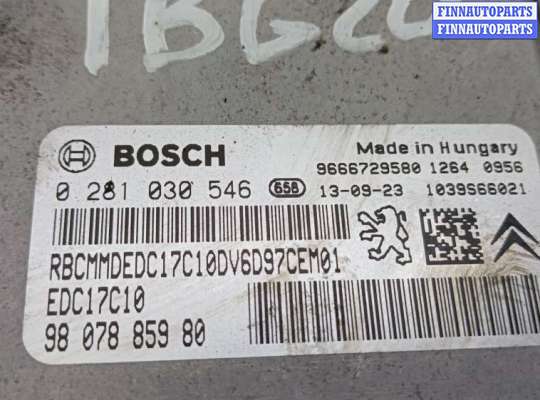 FINNAUTOPARTS
FINNAUTOPARTS
BOSCH
Made in Hungary
9666729580 1264 0956
0 281 030 546 658 13-09-23 1039S66021
RBCMMDEDC17C10DV6D97CEM01
EDC17C10
98 078 859 80